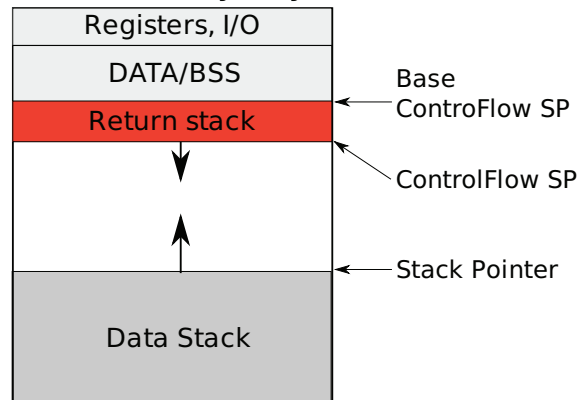 Registers, I/O
DATA/BSS
Base
ControFlow SP
Return stack
ControlFlow SP
Stack Pointer
Data Stack